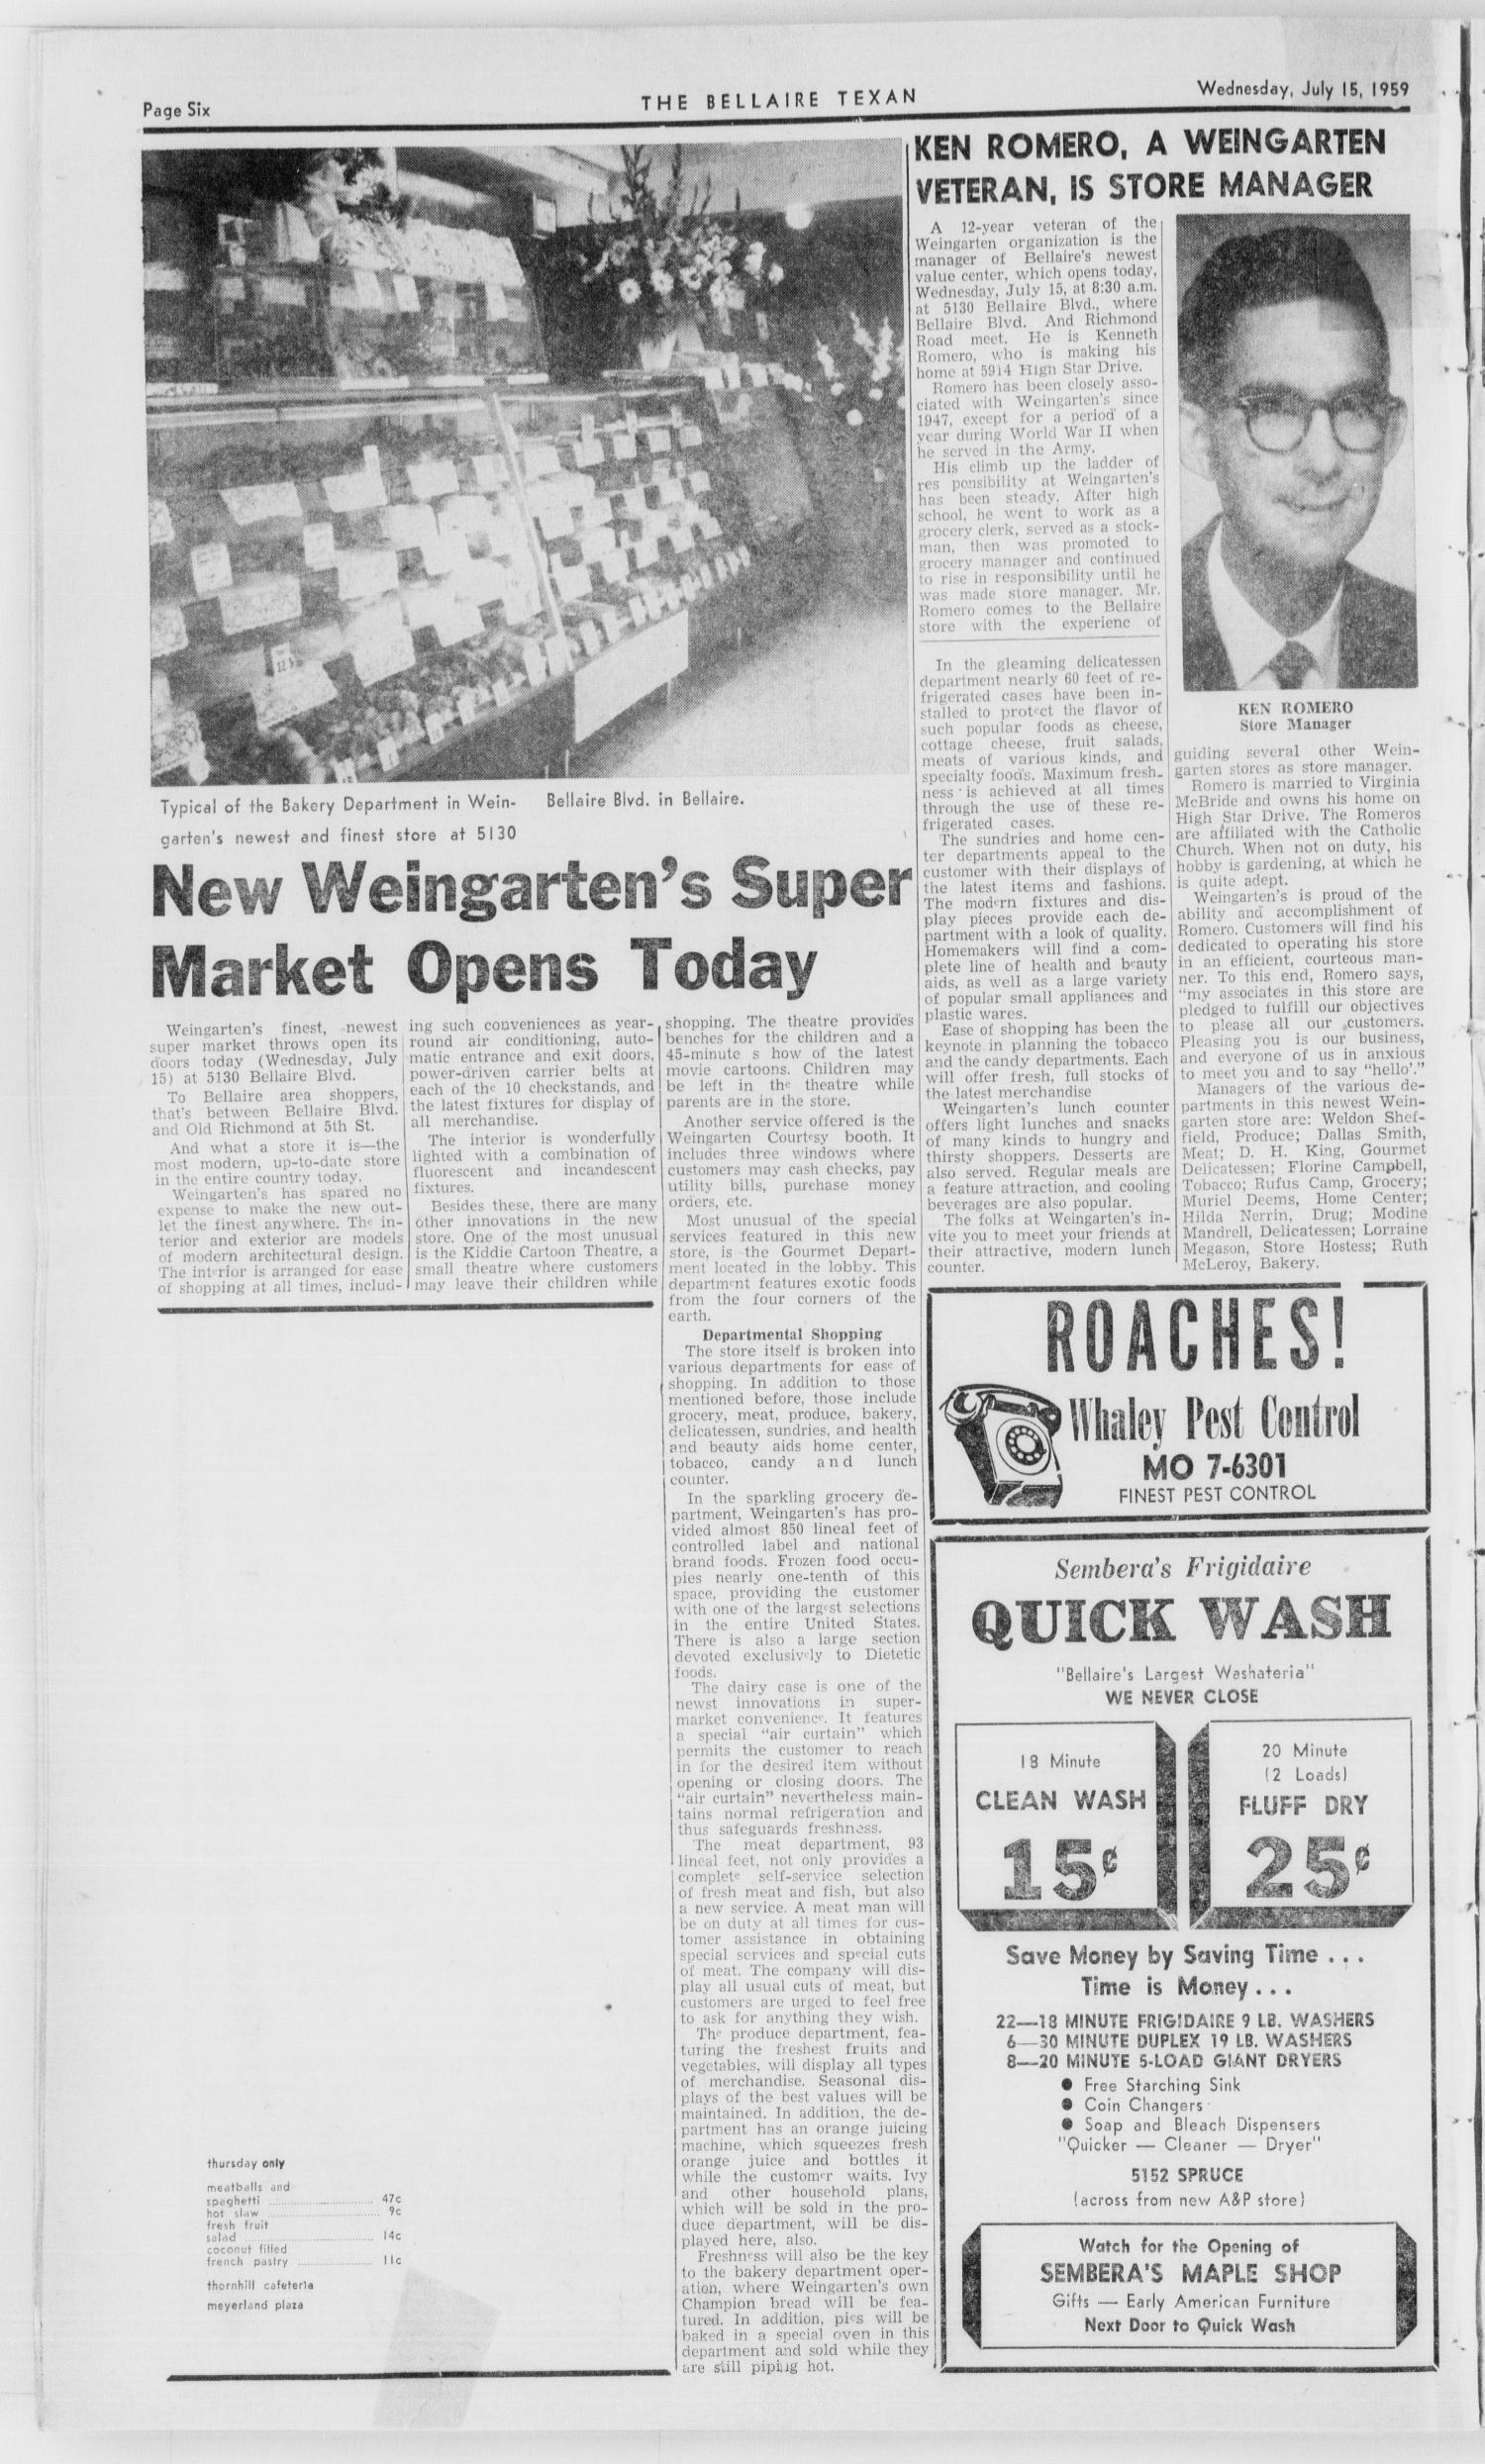 Page Six
THE BELLAIRE TEXAN
Wednesday, July 15, 1959
Typical of the Bakery Department in Wein-
garten's newest and finest store at 5130
Bellaire Blvd. in Bellaire.
New Weingarten's Super
Market Opens Today
Weingarten's finest, newest
super market throws open its
doors today (Wednesday, July
15) at 5130 Bellaire Blvd.
To Bellaire area shoppers,
that's between Bellaire Blvd.
and Old Richmond at 5th St.
And what a store it is—the
most modern, up-to-date store
in the entire country today.
Weingarten's has spared no
expense to make the new out-
let the finest anywhere. The in-
terior and exterior are models
of modern architectural design.
The interior is arranged for ease
of shopping at all times, includ-
ing such conveniences as year-
round air conditioning, auto-
matic entrance and exit doors,
power-driven carrier belts at
each of the 10 checkstands, and
the latest fixtures for display of
all merchandise.
The interior is wonderfully
lighted with a combination of
fluorescent and incandescent
fixtures.
Besides these, there are many
other innovations in the new
store. One of the most unusual
is the Kiddie Cartoon Theatre, a
small theatre where customers
may leave their children while
shopping. The theatre provides
benches for the children and a
45-minute s how of the latest
movie cartoons. Children may
be left in the theatre while
parents are in the store.
Another service offered is the
Weingarten Courtesy booth. It
includes three windows where
customers may cash checks, pay
utility bills, purchase money
orders, etc.
Most unusual of the special
services featured in this new
store, is the Gourmet Depart-
ment located in the lobby. This
department features exotic foods
from the four corners of the
earth.
Departmental Shopping
The store itself is broken into
various departments for ease of
shopping. In addition to those
mentioned before, those include
grocery, meat, produce, bakery,
delicatessen, sundries, and health
and beauty aids home center,
tobacco, candy and lunch
counter.
In the sparkling grocery de-
partment, Weingarten's has pro-
vided almost 850 lineal feet of
controlled label and national
brand foods. Frozen food occu-
pies nearly one-tenth of this
space, providing the customer
with one of the largest selections
in the entire United States.
There is also a large section
devoted exclusively to Dietetic
foods.
The dairy case is one of the
newst innovations in super-
market convenience. It features
a special "air curtain" which
permits the customer to reach
in for the desired item without
opening or closing doors. The
"air curtain" nevertheless main-
tains normal refrigeration and
thus safeguards freshness.
The meat department, 93
lineal feet, not only provides a
complete self-service selection
of fresh meat and fish, but also
a new service. A meat man will
be on duty at all times for cus-
tomer assistance in obtaining
special services and special cuts
of meat. The company will dis-
play all usual cuts of meat, but
customers are urged to feel free
to ask for anything they wish.
The produce department, fea-
turing the freshest fruits and
vegetables, will display all types
of merchandise. Seasonal dis-
plays of the best values will be
maintained. In addition, the de-
partment has an orange juicing
machine, which squeezes fresh
orange juice and bottles it
while the customer waits. Ivy
and other household plans,
which will be sold in the pro-
duce department, will be dis-
played here, also.
Freshness will also be the key
to the bakery department oper-
ation, where Weingarten's own
Champion bread will be fea-
tured. In addition, pies will be
baked in a special oven in this
department and sold while they
are still piping hot.
In the gleaming delicatessen
department nearly 60 feet of re-
frigerated cases have been in-
stalled to protect the flavor of
such popular foods as cheese,
cottage cheese, fruit salads,
meats of various kinds, and
specialty foods. Maximum fresh-
ness is achieved at all times
through the use of these re-
frigerated cases.
The sundries and home cen-
ter departments appeal to the
customer with their displays of
the latest items and fashions.
The modern fixtures and dis-
play pieces provide each de-
partment with a look of quality.
Homemakers will find a com-
plete line of health and beauty
aids, as well as a large variety
of popular small appliances and
plastic wares.
Ease of shopping has been the
keynote in planning the tobacco
and the candy departments. Each
will offer fresh, full stocks of
the latest merchandise
Weingarten's lunch counter
offers light lunches and snacks
of many kinds to hungry and
thirsty shoppers. Desserts are
also served. Regular meals are
a feature attraction, and cooling
beverages are also popular.
The folks at Weingarten's in-
vite you to meet your friends at
their attractive, modern lunch
counter.
KEN ROMERO, A WEINGARTEN
VETERAN, IS STORE MANAGER
A 12-year veteran of the
Weingarten organization is the
manager of Bellaire's newest
value center, which opens today,
Wednesday, July 15, at 8:30 a.m.
at 5130 Bellaire Blvd., where
Bellaire Blvd. And Richmond
Road meet. He is Kenneth
Romero, who is making his
home at 5914 High Star Drive.
Romero has been closely asso-
ciated with Weingarten's since
1947, except for a period of a
year during World War II when
he served in the Army.
His climb up the ladder of
res ponsibility at Weingarten's
has been steady. After high
school, he went to work as a
grocery clerk, served as a stock-
man, then was promoted to
grocery manager and continued
to rise in responsibility until he
was made store manager. Mr.
Romero comes to the Bellaire
store with the experienc of
KEN ROMERO
Store Manager
guiding several other Wein-
garten stores as store manager.
Romero is married to Virginia
McBride and owns his home on
High Star Drive. The Romeros
are affiliated with the Catholic
Church. When not on duty, his
hobby is gardening, at which he
is quite adept.
Weingarten's is proud of the
ability and accomplishment of
Romero. Customers will find his
dedicated to operating his store
in an efficient, courteous man-
ner. To this end, Romero says,
"my associates in this store are
pledged to fulfill our objectives
to please all our customers.
Pleasing you is our business,
and everyone of us in anxious
to meet you and to say "hello'."
Managers of the various de-
partments in this newest Wein-
garten store are: Weldon Shef-
field, Produce; Dallas Smith,
Meat; D. H. King, Gourmet
Delicatessen; Florine Campbell,
Tobacco; Rufus Camp, Grocery;
Muriel Deems, Home Center;
Hilda Nerrin, Drug; Modine
Mandrell, Delicatessen; Lorraine
Megason, Store Hostess; Ruth
McLeroy, Bakery.
ROACHES!
Whaley Pest Control
MO 7-6301
FINEST PEST CONTROL
Sembera's Frigidaire
QUICK WASH
"Bellaire's Largest Washateria"
WE NEVER CLOSE
18 Minute
CLEAN WASH
15¢
20 Minute
(2 Loads)
FLUFF DRY
25¢
Save Money by Saving Time . . .
Time is Money . . .
22—18 MINUTE FRIGIDAIRE 9 LB. WASHERS
6—30 MINUTE DUPLEX 19 LB. WASHERS
8—20 MINUTE 5-LOAD GIANT DRYERS
● Free Starching Sink
● Coin Changers
● Soap and Bleach Dispensers
"Quicker — Cleaner — Dryer"
5152 SPRUCE
(across from new A&P store)
Watch for the Opening of
SEMBERA'S MAPLE SHOP
Gifts — Early American Furniture
Next Door to Quick Wash
thursday only
meatballs and
spaghetti ........ 47c
hot slaw ........ 9c
fresh fruit
salad ........ 14c
coconut filled
french pastry ........ 11c
thornhill cafeteria
meyerland plaza